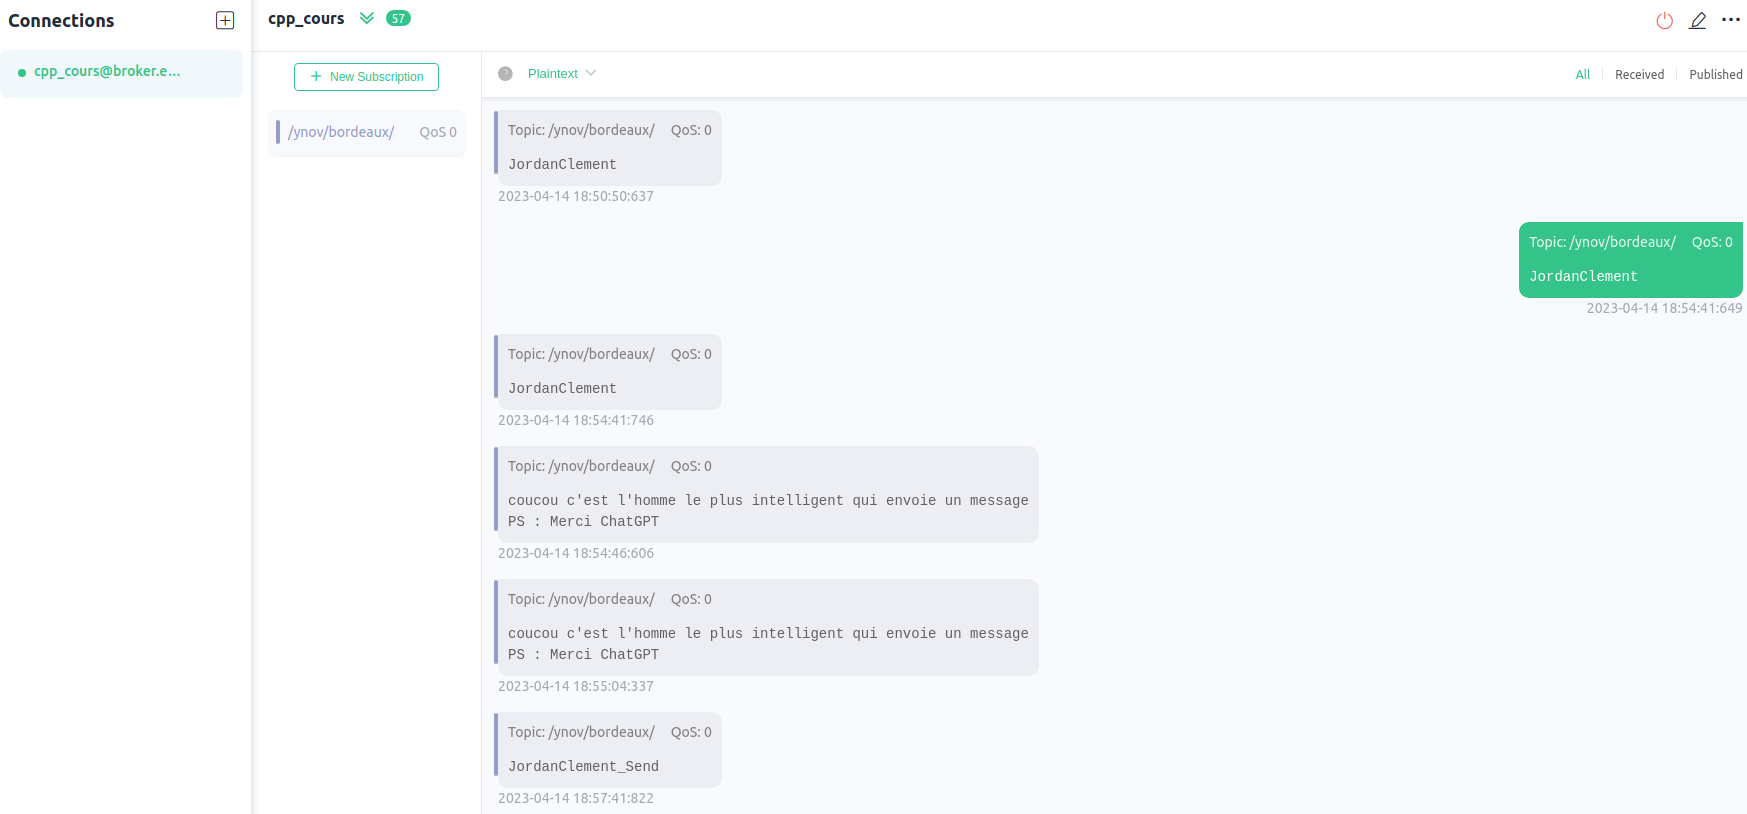 Connections
cpp_cours@broker.e...
cpp_cours 57
New Subscription
/ynov/bordeaux/ QoS 0
Plaintext
All Received Published
Topic: /ynov/bordeaux/ QoS: 0
JordanClement
2023-04-14 18:50:50:637
Topic: /ynov/bordeaux/ QoS: 0
JordanClement
2023-04-14 18:54:41:649
Topic: /ynov/bordeaux/ QoS: 0
JordanClement
2023-04-14 18:54:41:746
Topic: /ynov/bordeaux/ QoS: 0
coucou c'est l'homme le plus intelligent qui envoie un message
PS : Merci ChatGPT
2023-04-14 18:54:46:606
Topic: /ynov/bordeaux/ QoS: 0
coucou c'est l'homme le plus intelligent qui envoie un message
PS : Merci ChatGPT
2023-04-14 18:55:04:337
Topic: /ynov/bordeaux/ QoS: 0
JordanClement_Send
2023-04-14 18:57:41:822